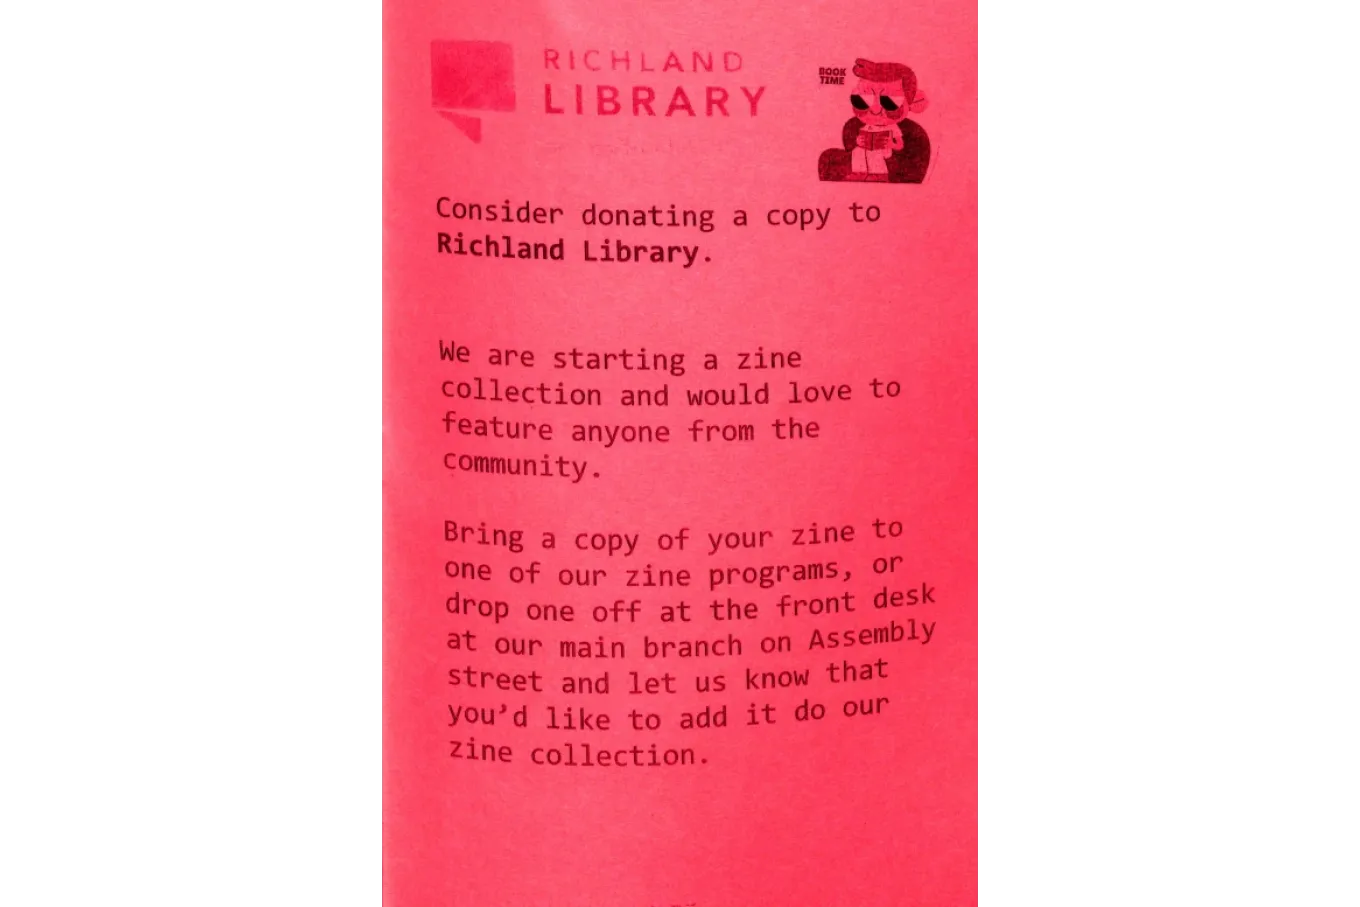 RICHLAND
LIBRARY
BOOK
TIME
Consider donating a copy to
Richland Library.
We are starting a zine
collection and would love to
feature anyone from the
community.
Bring a copy of your zine to
one of our zine programs, or
drop one off at the front desk
at our main branch on Assembly
street and let us know that
you’d like to add it do our
zine collection.